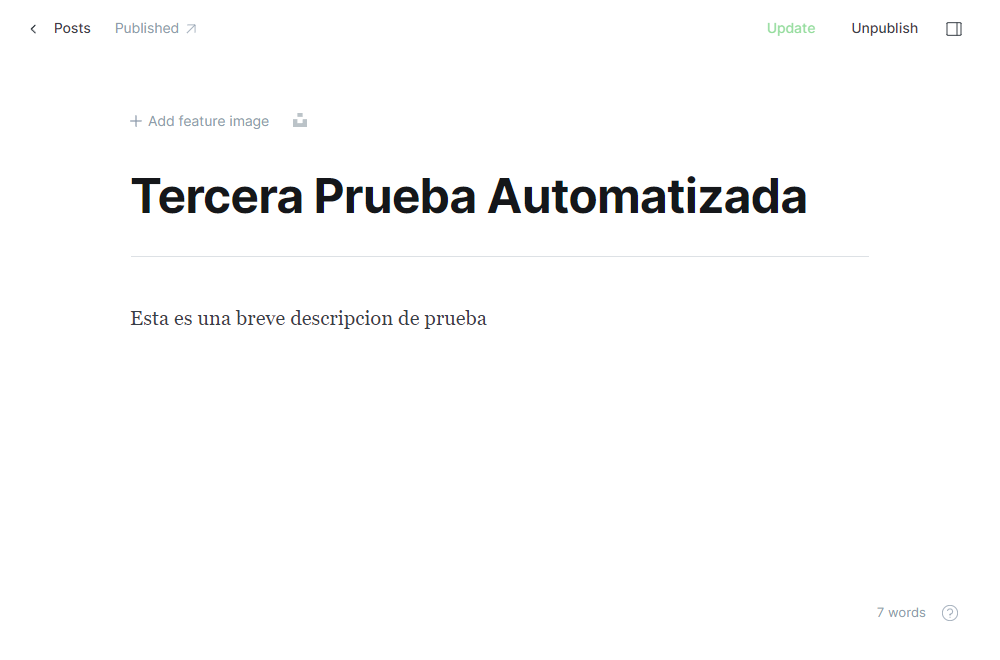 Posts Published Update Unpublish
Add feature image
Tercera Prueba Automatizada
Esta es una breve descripcion de prueba
7 words ?